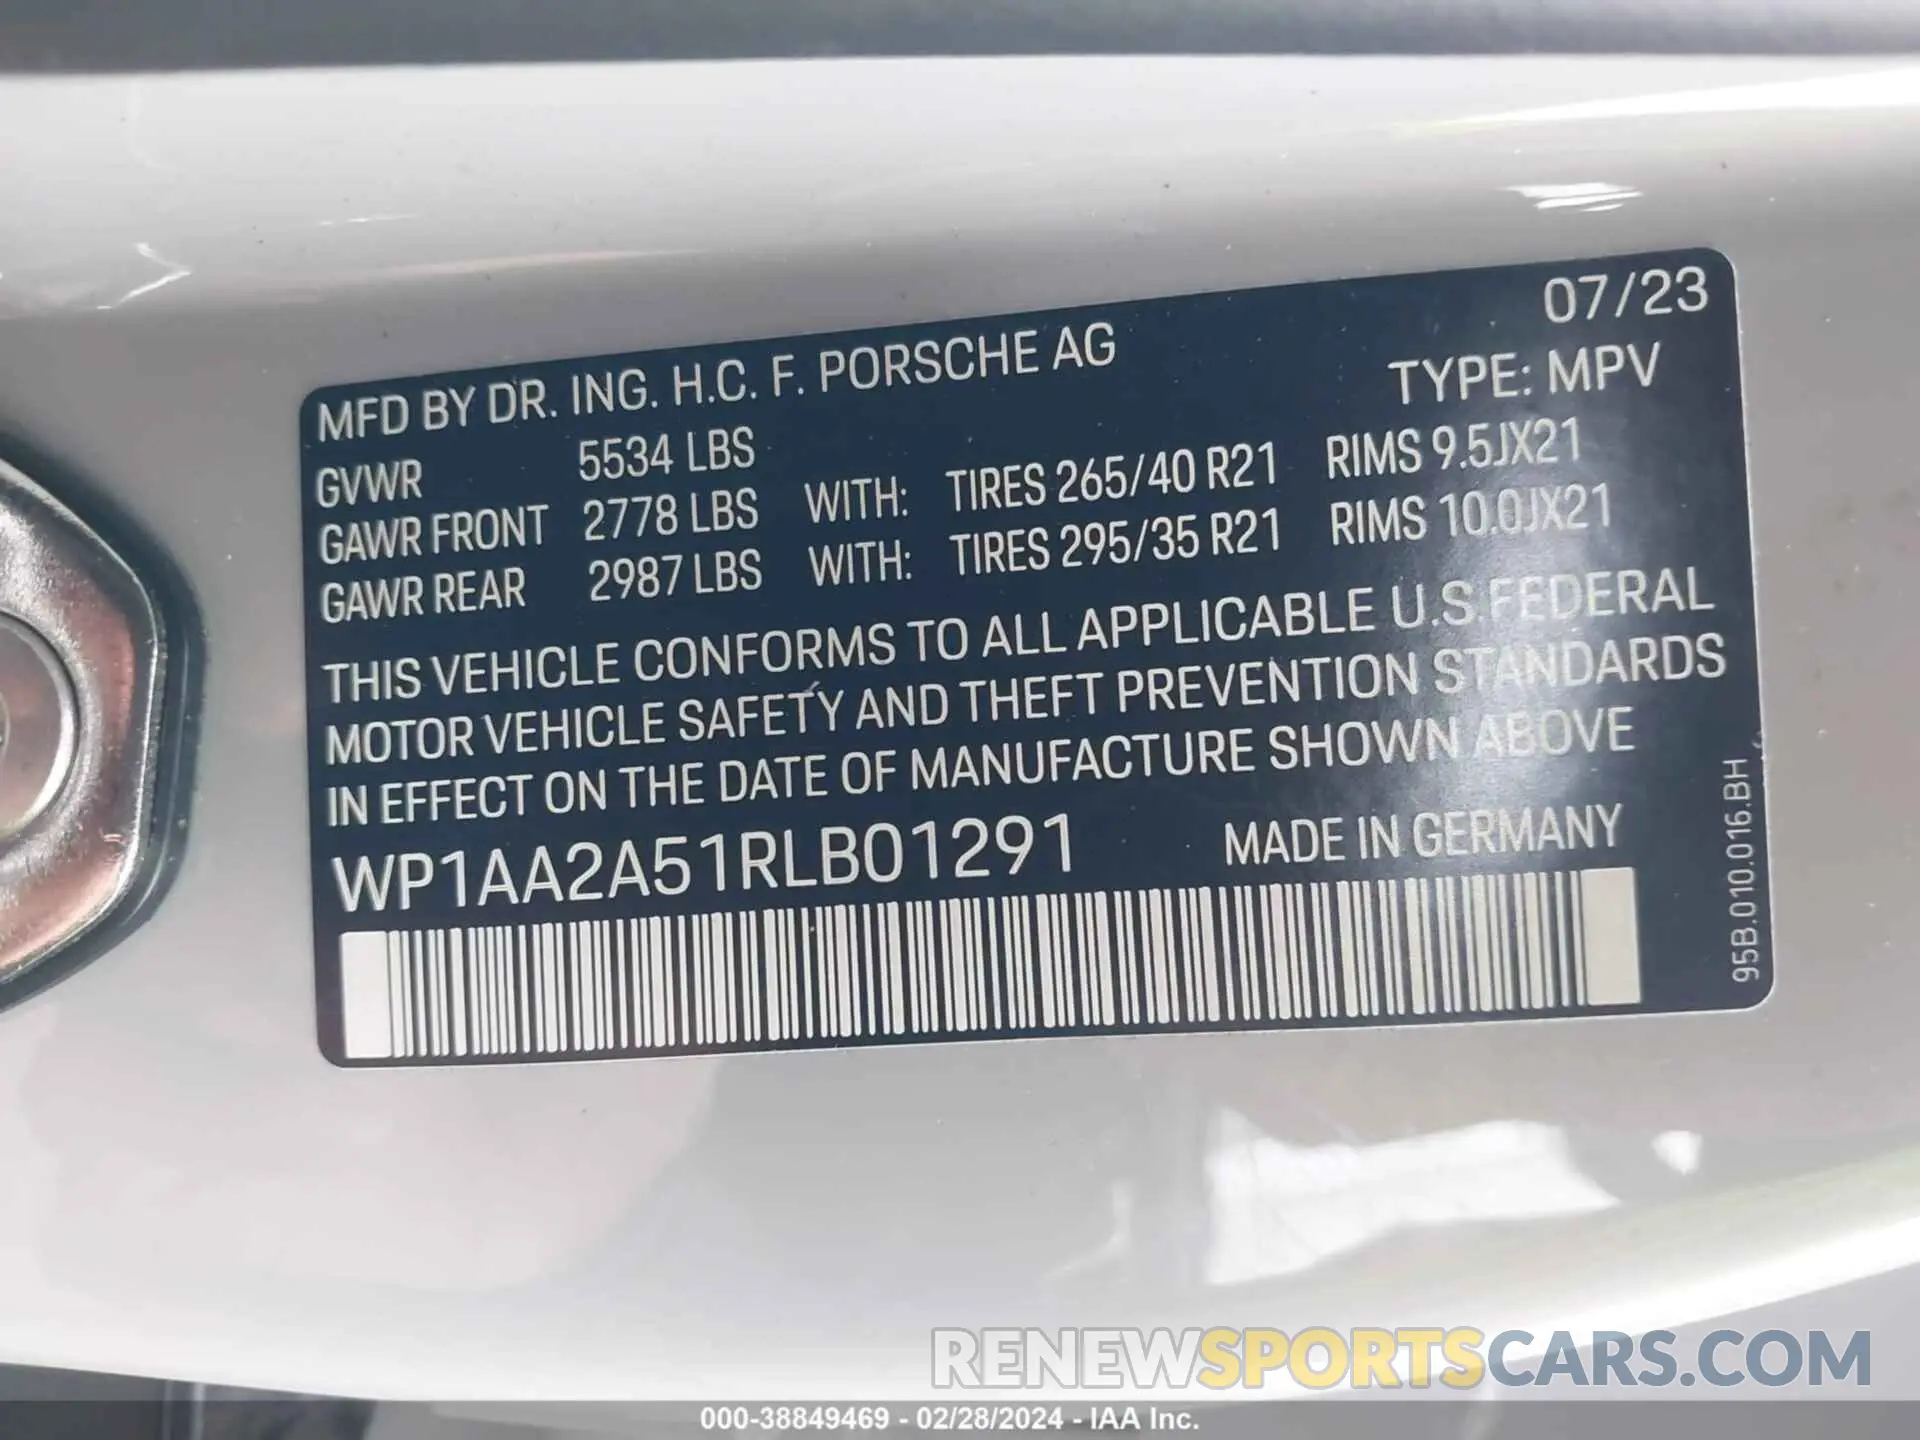 07/23
MFD BY DR. ING. H.C. F. PORSCHE AG
TYPE: MPV
GVWR 5534 LBS
GAWR FRONT 2778 LBS WITH: TIRES 265/40 R21 RIMS 9.5JX21
GAWR REAR 2987 LBS WITH: TIRES 295/35 R21 RIMS 10.0JX21
THIS VEHICLE CONFORMS TO ALL APPLICABLE U.S.FEDERAL
MOTOR VEHICLE SAFETY AND THEFT PREVENTION STANDARDS
IN EFFECT ON THE DATE OF MANUFACTURE SHOWN ABOVE
WP1AA2A51RLB01291 MADE IN GERMANY
95B.010.016.BH
RENEWSPORTSCARS.COM
000-38849469 - 02/28/2024 - IAA Inc.